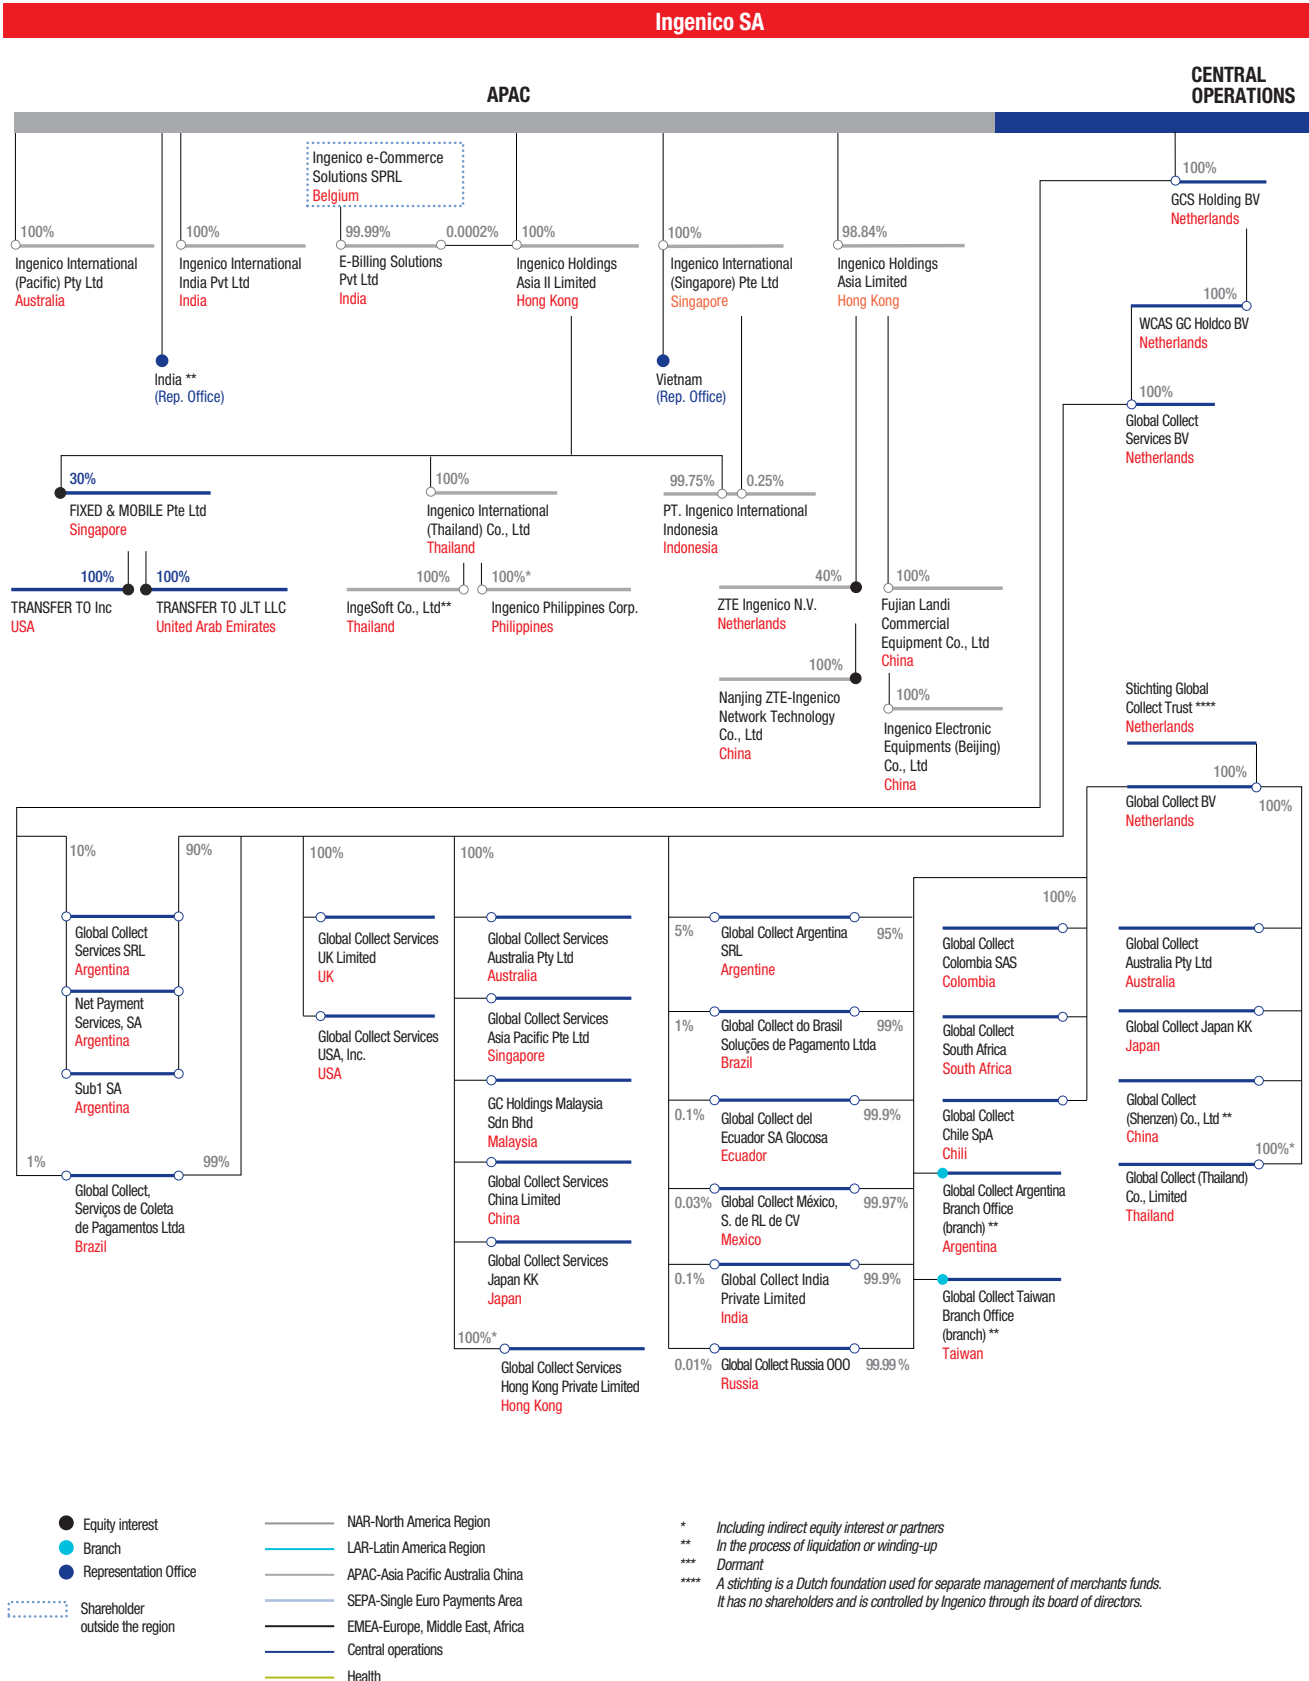 Ingenico SA
APAC
CENTRAL
OPERATIONS
Ingenico e-Commerce
Solutions SPRL
Belgium
100%
GCS Holding BV
Netherlands
100%
Ingenico International
(Pacific) Pty Ltd
Australia
100%
Ingenico International
India Pvt Ltd
India
99.99%
0.0002%
E-Billing Solutions
Pvt Ltd
India
100%
Ingenico Holdings
Asia II Limited
Hong Kong
100%
Ingenico International
(Singapore) Pte Ltd
Singapore
98.84%
Ingenico Holdings
Asia Limited
Hong Kong
100%
WCAS GC Holdco BV
Netherlands
India **
(Rep. Office)
Vietnam
(Rep. Office)
100%
Global Collect
Services BV
Netherlands
30%
FIXED & MOBILE Pte Ltd
Singapore
100%
Ingenico International
(Thailand) Co., Ltd
Thailand
99.75%
0.25%
PT. Ingenico International
Indonesia
Indonesia
100%
TRANSFER TO Inc
USA
100%
TRANSFER TO JLT LLC
United Arab Emirates
100%
IngeSoft Co., Ltd**
Thailand
100%*
Ingenico Philippines Corp.
Philippines
40%
ZTE Ingenico N.V.
Netherlands
100%
Fujian Landi
Commercial
Equipment Co., Ltd
China
100%
Nanjing ZTE-Ingenico
Network Technology
Co., Ltd
China
100%
Ingenico Electronic
Equipments (Beijing)
Co., Ltd
China
Stichting Global
Collect Trust ****
Netherlands
100%
Global Collect BV
Netherlands
100%
10%
90%
100%
100%
100%
Global Collect
Services SRL
Argentina
Net Payment
Services, SA
Argentina
Sub1 SA
Argentina
1%
99%
Global Collect,
Serviços de Coleta
de Pagamentos Ltda
Brazil
Global Collect Services
UK Limited
UK
Global Collect Services
USA, Inc.
USA
Global Collect Services
Australia Pty Ltd
Australia
Global Collect Services
Asia Pacific Pte Ltd
Singapore
GC Holdings Malaysia
Sdn Bhd
Malaysia
Global Collect Services
China Limited
China
Global Collect Services
Japan KK
Japan
100%*
Global Collect Services
Hong Kong Private Limited
Hong Kong
5%
Global Collect Argentina
SRL
Argentine
95%
1%
Global Collect do Brasil
Soluções de Pagamento Ltda
Brazil
99%
0.1%
Global Collect del
Ecuador SA Glocosa
Ecuador
99.9%
0.03%
Global Collect México,
S. de RL de CV
Mexico
99.97%
0.1%
Global Collect India
Private Limited
India
99.9%
0.01%
Global Collect Russia OOO
Russia
99.99 %
Global Collect
Colombia SAS
Colombia
Global Collect
South Africa
South Africa
Global Collect
Chile SpA
Chili
Global Collect Argentina
Branch Office
(branch) **
Argentina
Global Collect Taiwan
Branch Office
(branch) **
Taiwan
Global Collect
Australia Pty Ltd
Australia
Global Collect Japan KK
Japan
Global Collect
(Shenzen) Co., Ltd **
China
100%*
Global Collect (Thailand)
Co., Limited
Thailand
Equity interest
Branch
Representation Office
Shareholder
outside the region
NAR-North America Region
LAR-Latin America Region
APAC-Asia Pacific Australia China
SEPA-Single Euro Payments Area
EMEA-Europe, Middle East, Africa
Central operations
Health
* Including indirect equity interest or partners
** In the process of liquidation or winding-up
*** Dormant
**** A stichting is a Dutch foundation used for separate management of merchants funds.
It has no shareholders and is controlled by Ingenico through its board of directors.